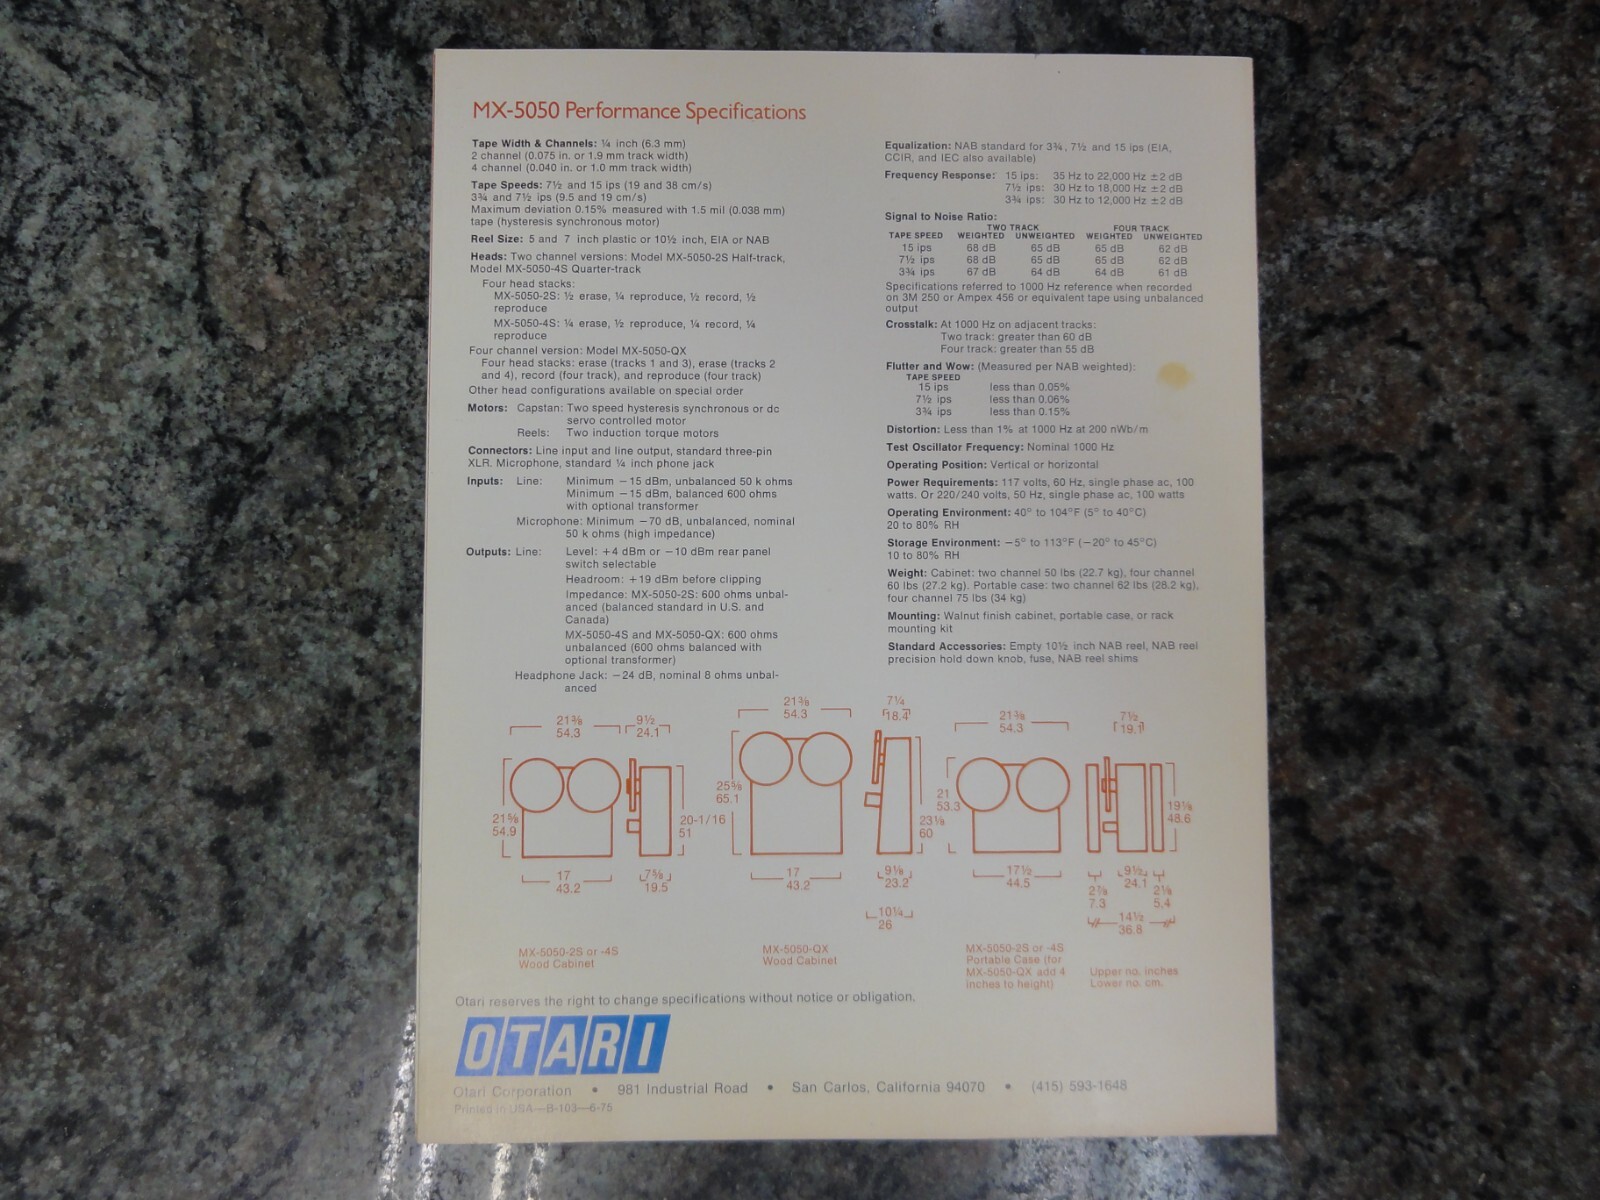 MX-5050 Performance Specifications
Tape Width & Channels: ¼ inch (6.3 mm)
2 channel (0.075 in. or 1.9 mm track width)
4 channel (0.040 in. or 1.0 mm track width)
Tape Speeds: 7½ and 15 ips (19 and 38 cm/s)
3¾ and 7½ ips (9.5 and 19 cm/s)
Maximum deviation 0.15% measured with 1.5 mil (0.038 mm)
tape (hysteresis synchronous motor)
Reel Size: 5 and 7 inch plastic or 10½ inch, EIA or NAB
Heads: Two channel versions: Model MX-5050-2S Half-track,
Model MX-5050-4S Quarter-track
Four head stacks:
MX-5050-2S: ½ erase, ¼ reproduce, ½ record, ½
reproduce
MX-5050-4S: ¼ erase, ½ reproduce, ¼ record, ¼
reproduce
Four channel version: Model MX-5050-QX
Four head stacks: erase (tracks 1 and 3), erase (tracks 2
and 4), record (four track), and reproduce (four track)
Other head configurations available on special order
Motors: Capstan: Two speed hysteresis synchronous or dc
servo controlled motor
Reels: Two induction torque motors
Connectors: Line input and line output, standard three-pin
XLR. Microphone, standard ¼ inch phone jack
Inputs: Line: Minimum −15 dBm, unbalanced 50 k ohms
Minimum −15 dBm, balanced 600 ohms
with optional transformer
Microphone: Minimum −70 dB, unbalanced, nominal
50 k ohms (high impedance)
Outputs: Line: Level: +4 dBm or −10 dBm rear panel
switch selectable
Headroom: +19 dBm before clipping
Impedance: MX-5050-2S: 600 ohms unbal-
anced (balanced standard in U.S. and
Canada)
MX-5050-4S and MX-5050-QX: 600 ohms
unbalanced (600 ohms balanced with
optional transformer)
Headphone Jack: −24 dB, nominal 8 ohms unbal-
anced
Equalization: NAB standard for 3¾, 7½ and 15 ips (EIA,
CCIR, and IEC also available)
Frequency Response: 15 ips: 35 Hz to 22,000 Hz ±2 dB
7½ ips: 30 Hz to 18,000 Hz ±2 dB
3¾ ips: 30 Hz to 12,000 Hz ±2 dB
Signal to Noise Ratio:
TWO TRACK FOUR TRACK
TAPE SPEED WEIGHTED UNWEIGHTED WEIGHTED UNWEIGHTED
15 ips 68 dB 65 dB 65 dB 62 dB
7½ ips 68 dB 65 dB 65 dB 62 dB
3¾ ips 67 dB 64 dB 64 dB 61 dB
Specifications referred to 1000 Hz reference when recorded
on 3M 250 or Ampex 456 or equivalent tape using unbalanced
output
Crosstalk: At 1000 Hz on adjacent tracks:
Two track: greater than 60 dB
Four track: greater than 55 dB
Flutter and Wow: (Measured per NAB weighted):
TAPE SPEED
15 ips less than 0.05%
7½ ips less than 0.06%
3¾ ips less than 0.15%
Distortion: Less than 1% at 1000 Hz at 200 nWb/m
Test Oscillator Frequency: Nominal 1000 Hz
Operating Position: Vertical or horizontal
Power Requirements: 117 volts, 60 Hz, single phase ac, 100
watts. Or 220/240 volts, 50 Hz, single phase ac, 100 watts
Operating Environment: 40° to 104°F (5° to 40°C)
20 to 80% RH
Storage Environment: −5° to 113°F (−20° to 45°C)
10 to 80% RH
Weight: Cabinet: two channel 50 lbs (22.7 kg), four channel
60 lbs (27.2 kg). Portable case: two channel 62 lbs (28.2 kg),
four channel 75 lbs (34 kg)
Mounting: Walnut finish cabinet, portable case, or rack
mounting kit
Standard Accessories: Empty 10½ inch NAB reel, NAB reel
precision hold down knob, fuse, NAB reel shims
21⅜
54.3
9½
24.1
21⅝
54.9
20-1/16
51
17
43.2
7⅝
19.5
MX-5050-2S or -4S
Wood Cabinet
21⅜
54.3
7¼
18.4
25⅝
65.1
23⅛
60
17
43.2
9⅛
23.2
10¼
26
MX-5050-QX
Wood Cabinet
21⅜
54.3
7½
19.1
21
53.3
19⅛
48.6
17½
44.5
2⅞
7.3
9½
24.1
2⅛
5.4
14½
36.8
MX-5050-2S or -4S
Portable Case (for
MX-5050-QX add 4
inches to height)
Upper no. inches
Lower no. cm.
Otari reserves the right to change specifications without notice or obligation.
OTARI
Otari Corporation • 981 Industrial Road • San Carlos, California 94070 • (415) 593-1648
Printed in USA—B-103—6-75